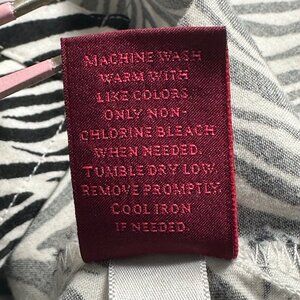 MACHINE WASH
WARM WITH
LIKE COLORS.
ONLY NON-
CHLORINE BLEACH
WHEN NEEDED.
TUMBLE DRY LOW.
REMOVE PROMPTLY.
COOL IRON
IF NEEDED.